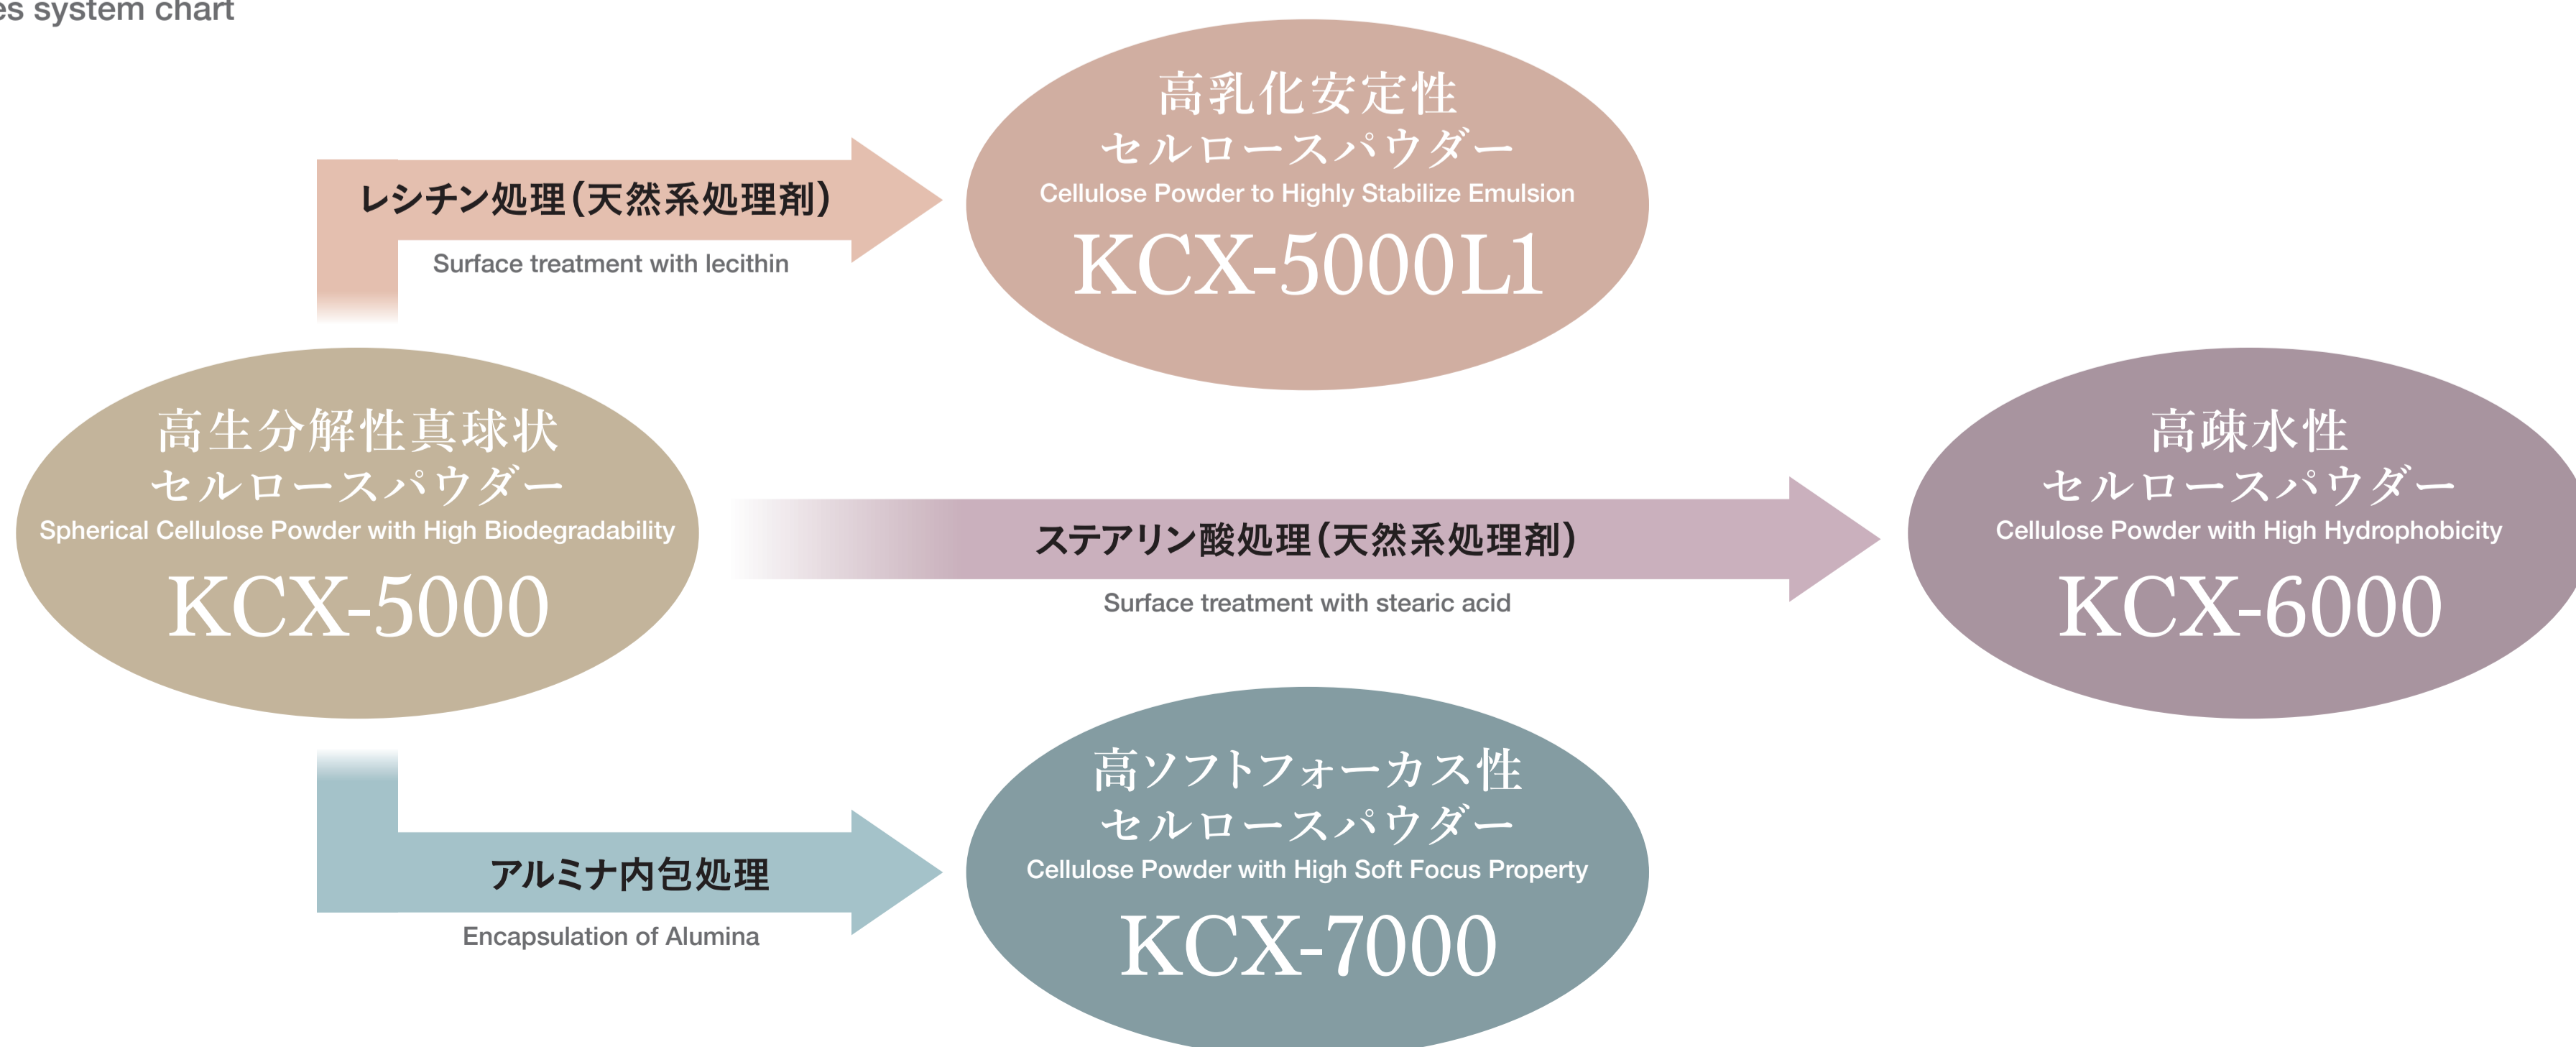 es system chart
高乳化安定性
セルロースパウダー
Cellulose Powder to Highly Stabilize Emulsion
KCX-5000L1
レシチン処理(天然系処理剤)
Surface treatment with lecithin
高生分解性真球状
セルロースパウダー
Spherical Cellulose Powder with High Biodegradability
KCX-5000
ステアリン酸処理(天然系処理剤)
Surface treatment with stearic acid
高疎水性
セルロースパウダー
Cellulose Powder with High Hydrophobicity
KCX-6000
アルミナ内包処理
Encapsulation of Alumina
高ソフトフォーカス性
セルロースパウダー
Cellulose Powder with High Soft Focus Property
KCX-7000